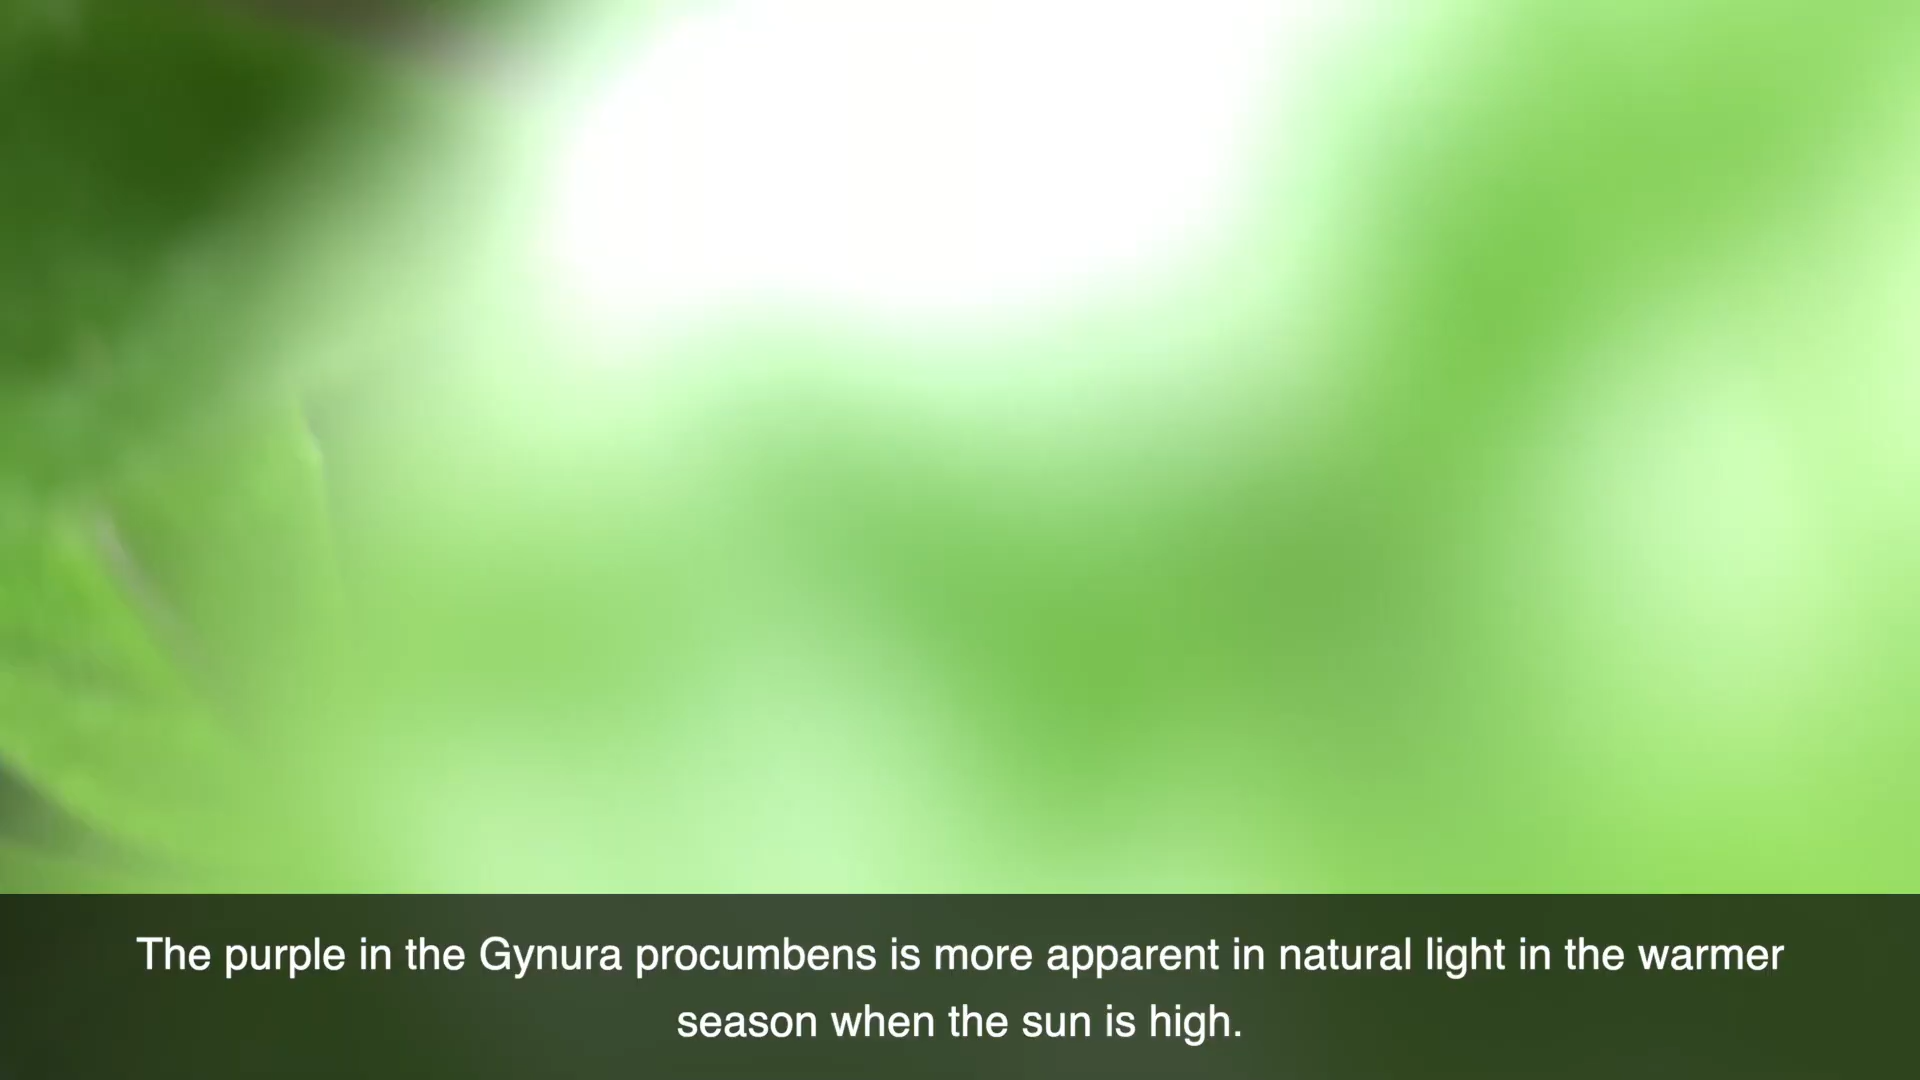 The purple in the Gynura procumbens is more apparent in natural light in the warmer
season when the sun is high.